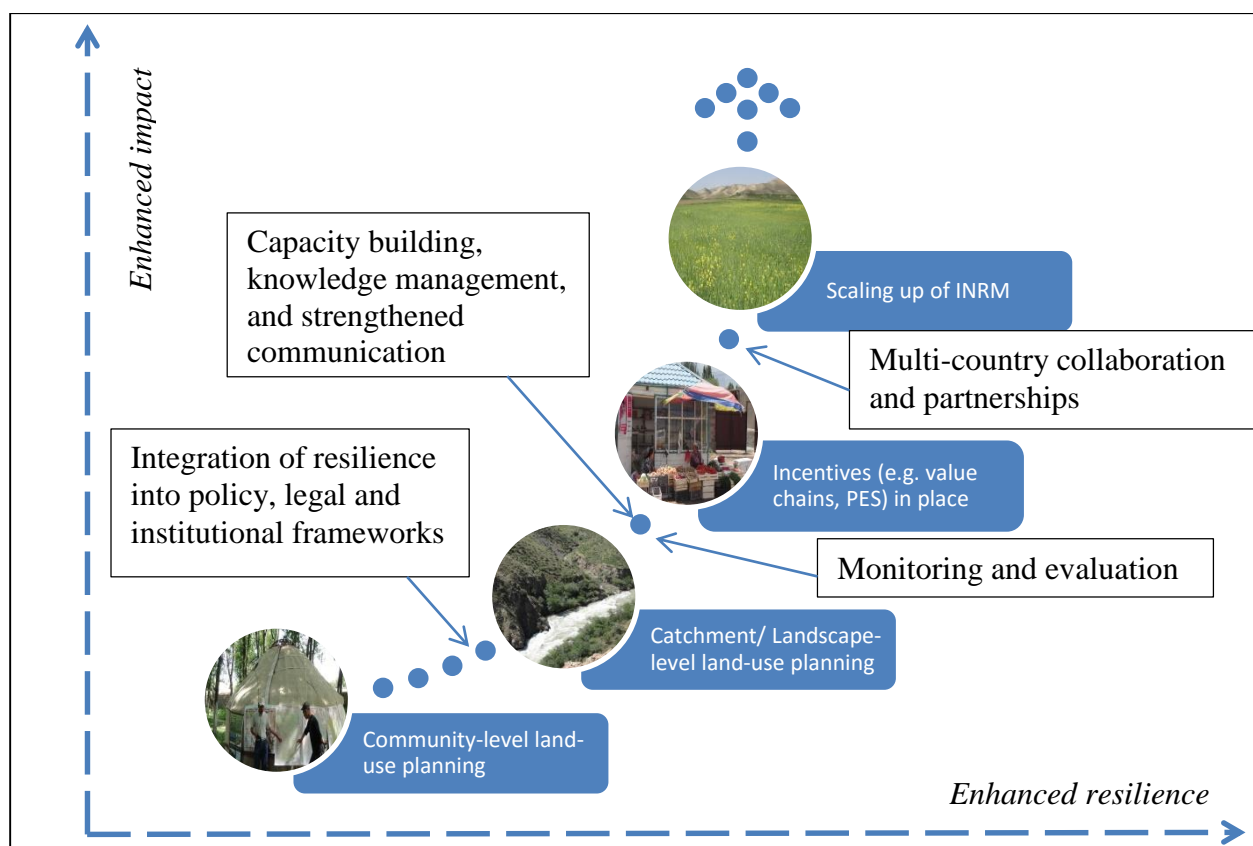 Enhanced impact
Capacity building,
knowledge management,
and strengthened
communication
Scaling up of INRM
Multi-country collaboration
and partnerships
Integration of resilience
into policy, legal and
institutional frameworks
Incentives (e.g. value
chains, PES) in place
Monitoring and evaluation
Catchment/ Landscape-
level land-use planning
Community-level land-
use planning
Enhanced resilience